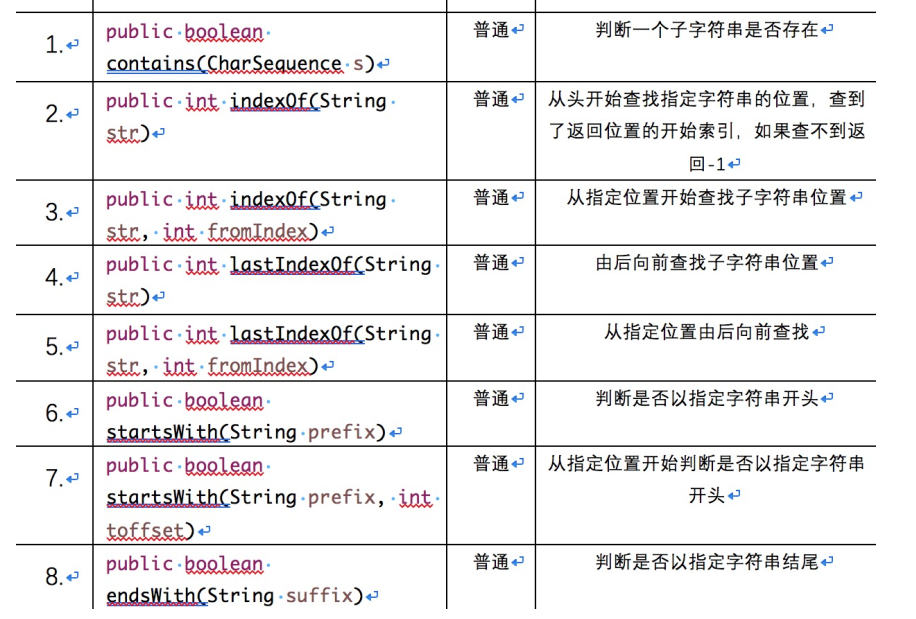 1.
public boolean
contains(CharSequence s)
普通
判断一个子字符串是否存在
2.
public int indexOf(String
str)
普通
从头开始查找指定字符串的位置，查到
了返回位置的开始索引，如果查不到返
回-1
3.
public int indexOf(String
str, int fromIndex)
普通
从指定位置开始查找子字符串位置
4.
public int lastIndexOf(String
str)
普通
由后向前查找子字符串位置
5.
public int lastIndexOf(String
str, int fromIndex)
普通
从指定位置由后向前查找
6.
public boolean
startsWith(String prefix)
普通
判断是否以指定字符串开头
7.
public boolean
startsWith(String prefix, int
toffset)
普通
从指定位置开始判断是否以指定字符串
开头
8.
public boolean
endsWith(String suffix)
普通
判断是否以指定字符串结尾